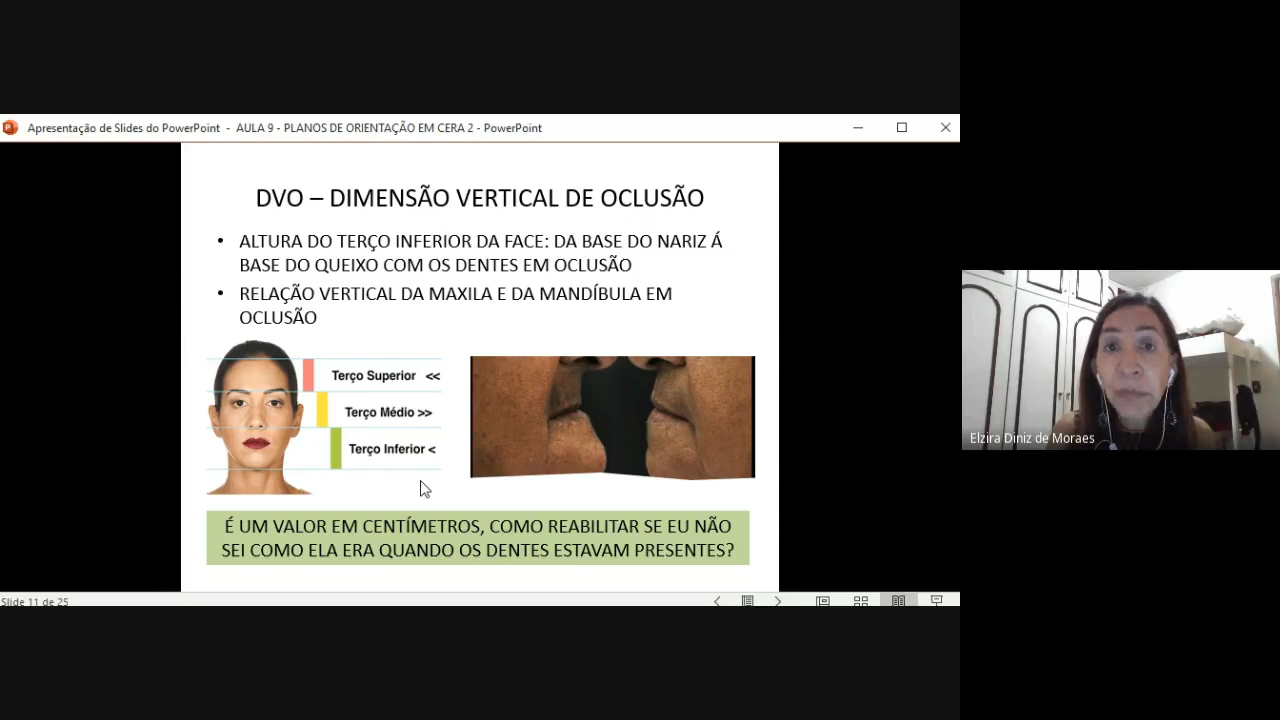 Apresentação de Slides do PowerPoint - AULA 9 - PLANOS DE ORIENTAÇÃO EM CERA 2 - PowerPoint
DVO – DIMENSÃO VERTICAL DE OCLUSÃO
• ALTURA DO TERÇO INFERIOR DA FACE: DA BASE DO NARIZ Á
BASE DO QUEIXO COM OS DENTES EM OCLUSÃO
• RELAÇÃO VERTICAL DA MAXILA E DA MANDÍBULA EM
OCLUSÃO
Terço Superior <<
Terço Médio >>
Terço Inferior <
É UM VALOR EM CENTÍMETROS, COMO REABILITAR SE EU NÃO
SEI COMO ELA ERA QUANDO OS DENTES ESTAVAM PRESENTES?
Slide 11 de 25
Elzira Diniz de Moraes